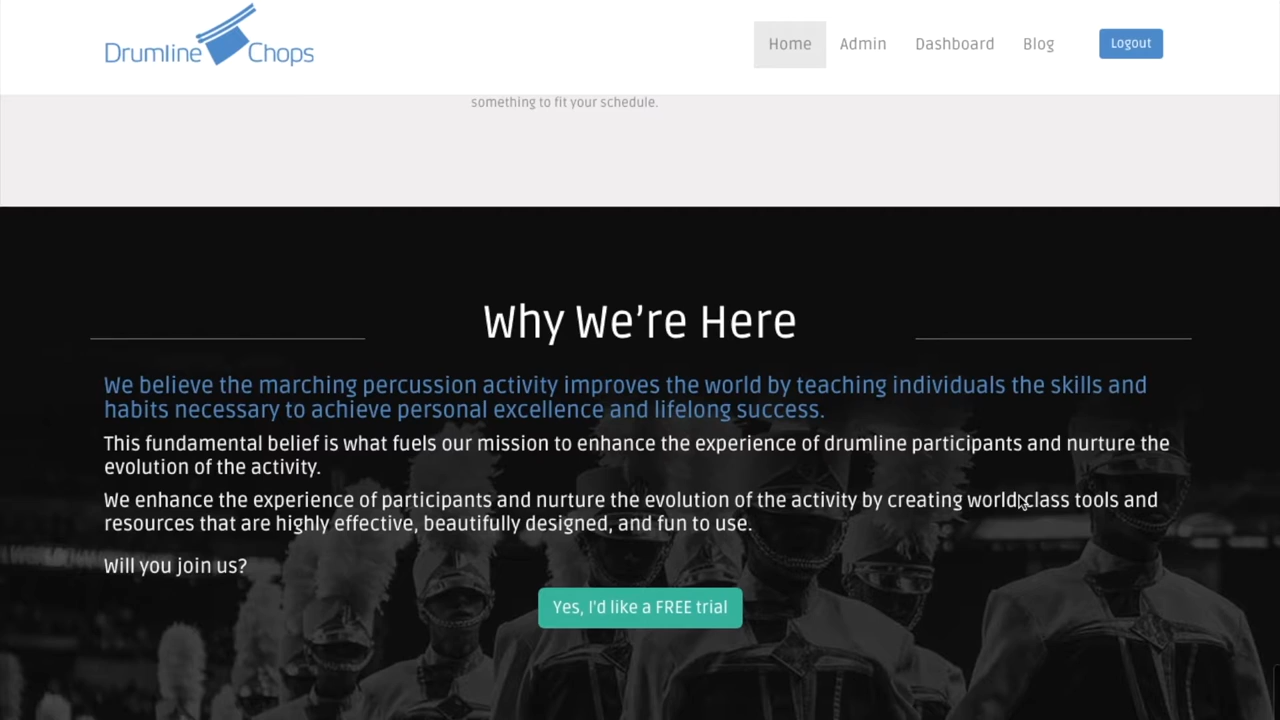 Drumline Chops
Home Admin Dashboard Blog Logout
something to fit your schedule.
Why We’re Here
We believe the marching percussion activity improves the world by teaching individuals the skills and
habits necessary to achieve personal excellence and lifelong success.
This fundamental belief is what fuels our mission to enhance the experience of drumline participants and nurture the
evolution of the activity.
We enhance the experience of participants and nurture the evolution of the activity by creating world-class tools and
resources that are highly effective, beautifully designed, and fun to use.
Will you join us?
Yes, I'd like a FREE trial